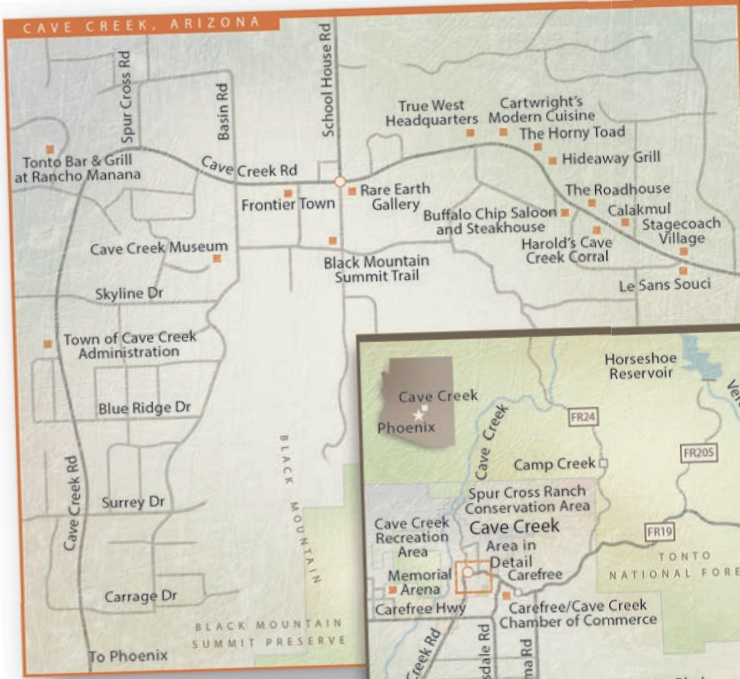 CAVE CREEK, ARIZONA
Spur Cross Rd
Basin Rd
School House Rd
True West
Headquarters
Cartwright's
Modern Cuisine
The Horny Toad
Hideaway Grill
Tonto Bar & Grill
at Rancho Manana
Cave Creek Rd
Frontier Town
Rare Earth
Gallery
The Roadhouse
Buffalo Chip Saloon
and Steakhouse
Calakmul
Stagecoach
Village
Harold's Cave
Creek Corral
Cave Creek Museum
Black Mountain
Summit Trail
Le Sans Souci
Skyline Dr
Town of Cave Creek
Administration
Blue Ridge Dr
Cave Creek Rd
Surrey Dr
BLACK MOUNTAIN
Carrage Dr
BLACK MOUNTAIN
SUMMIT PRESERVE
To Phoenix
Cave Creek
Phoenix
Horseshoe
Reservoir
Cave Creek
FR24
Camp Creek
FR205
Spur Cross Ranch
Conservation Area
Cave Creek
Recreation
Area
Cave Creek
Area in
Detail
FR19
TONTO
NATIONAL FORE
Memorial
Arena
Carefree
Carefree Hwy
Carefree/Cave Creek
Chamber of Commerce
Creek Rd
sdale Rd
ma Rd